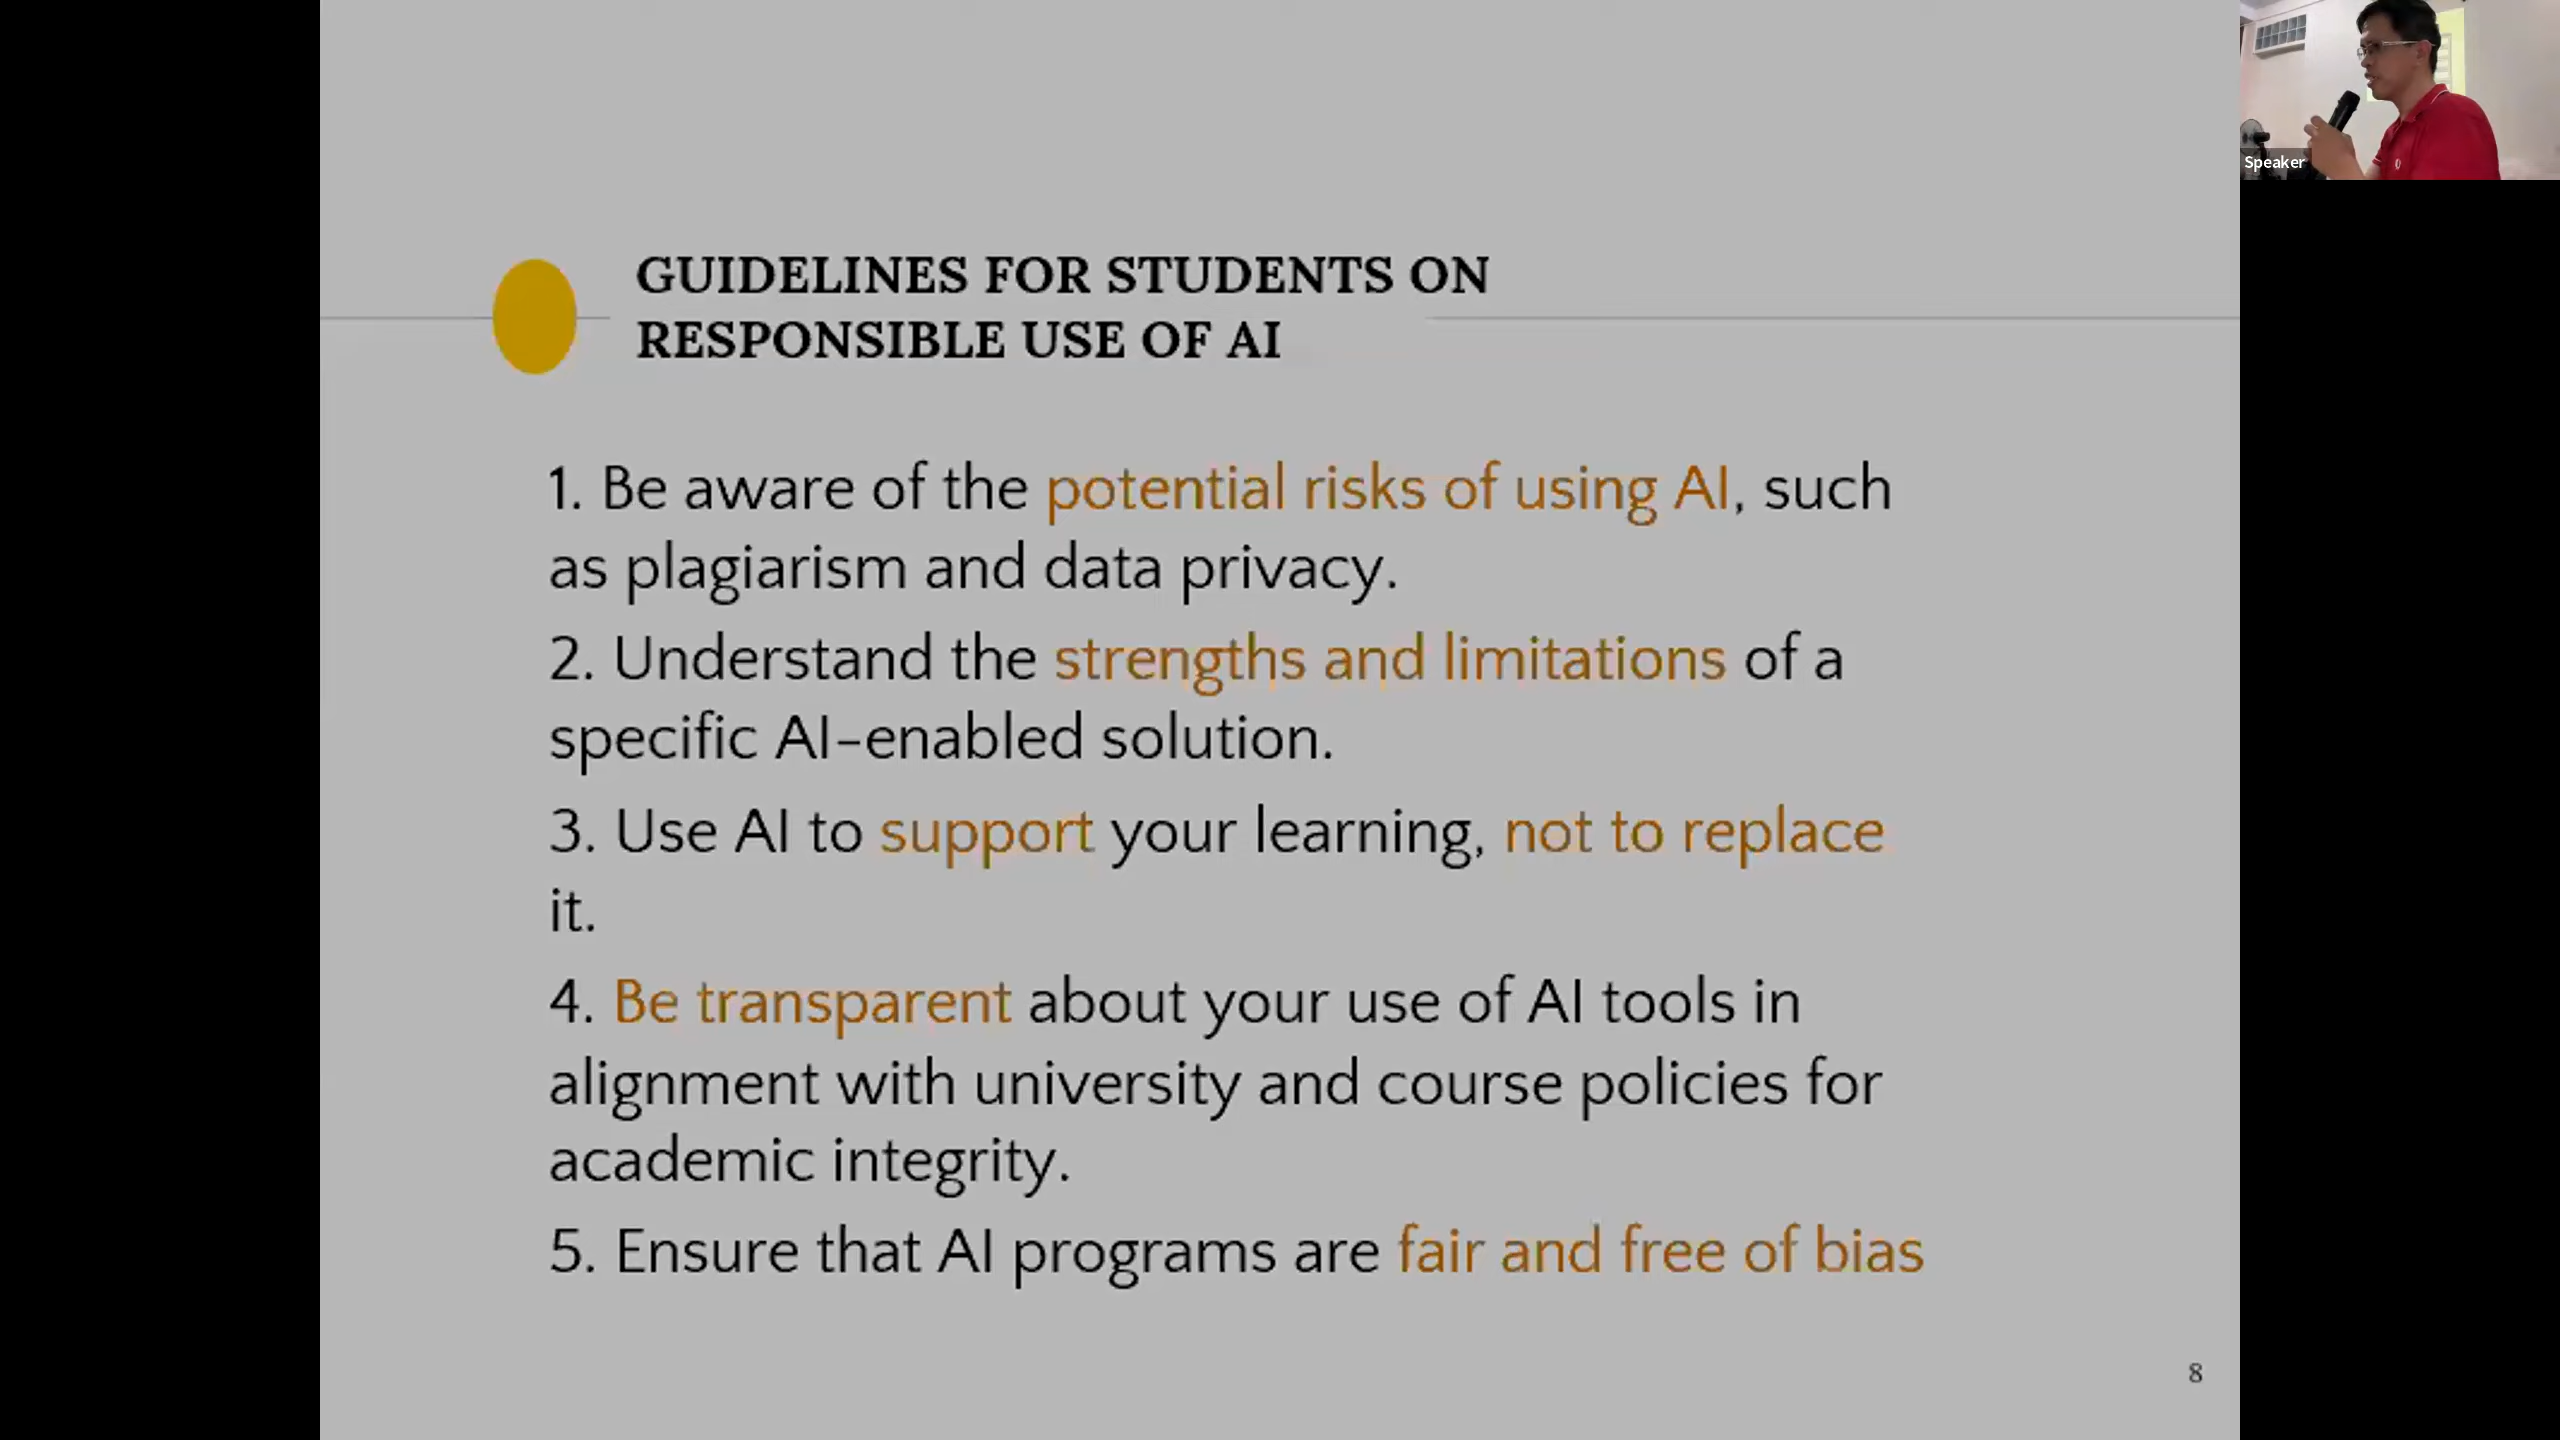 GUIDELINES FOR STUDENTS ON
RESPONSIBLE USE OF AI
1. Be aware of the potential risks of using AI, such
as plagiarism and data privacy.
2. Understand the strengths and limitations of a
specific AI-enabled solution.
3. Use AI to support your learning, not to replace
it.
4. Be transparent about your use of AI tools in
alignment with university and course policies for
academic integrity.
5. Ensure that AI programs are fair and free of bias
8
Speaker